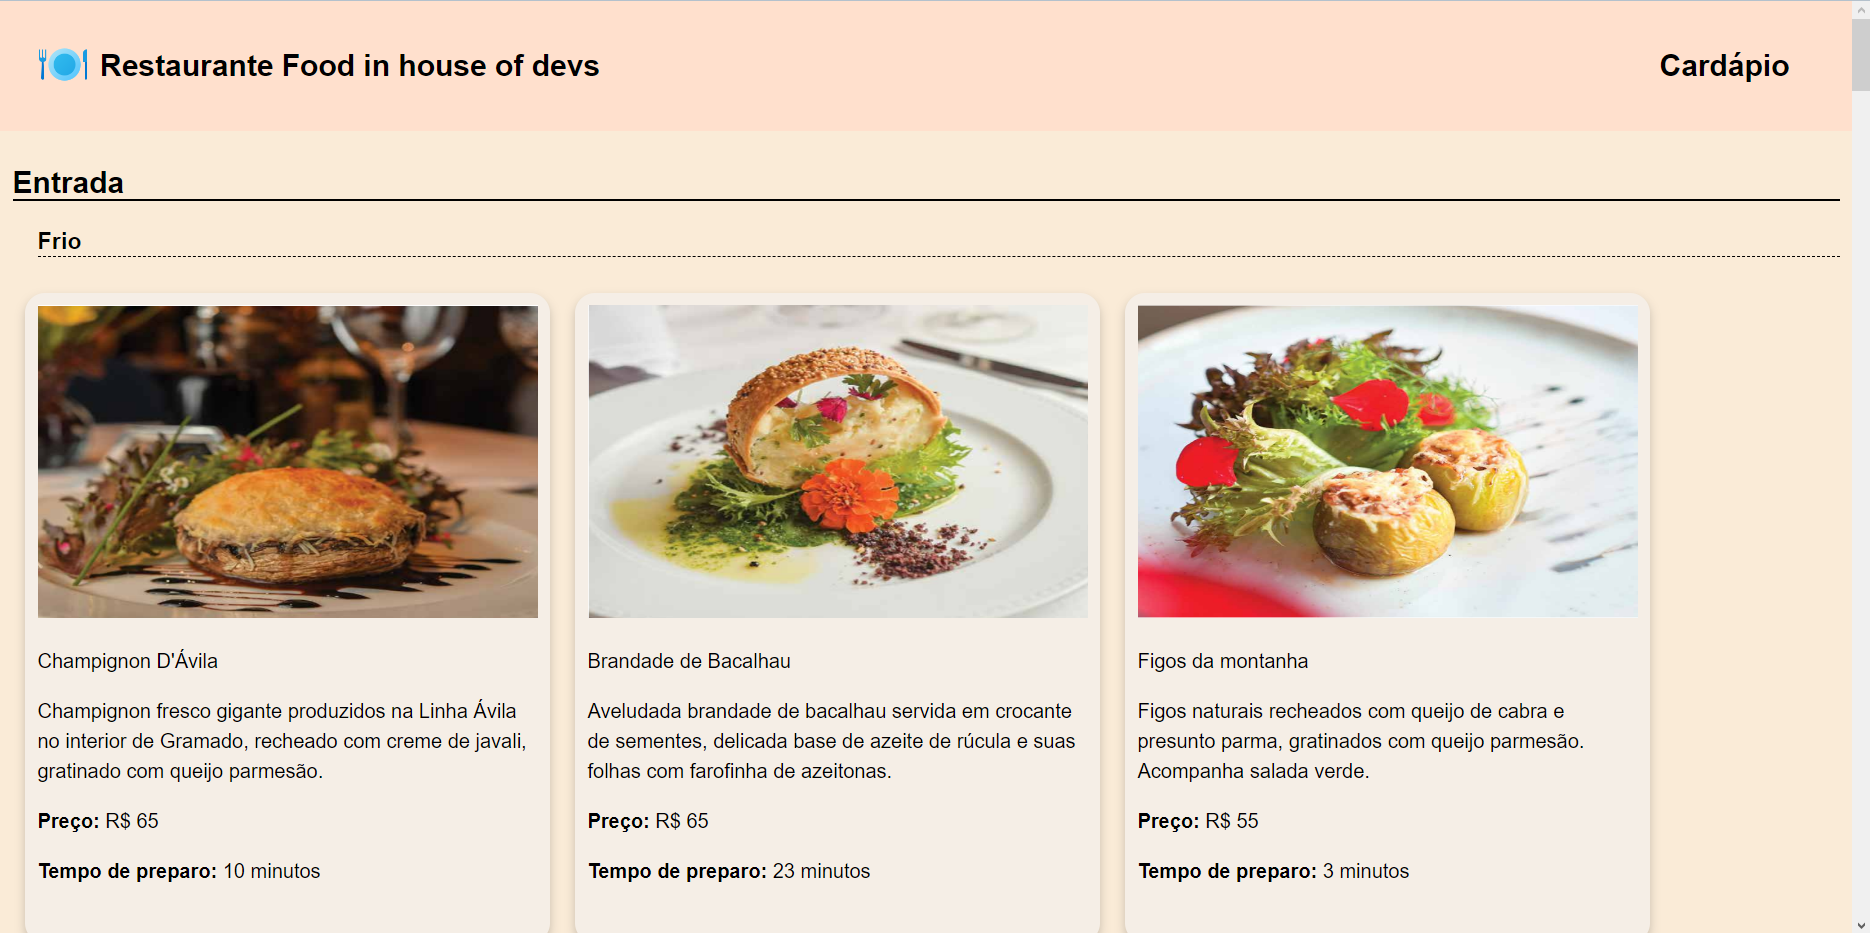 Restaurante Food in house of devs
Cardápio
Entrada
Frio
Champignon D'Ávila
Champignon fresco gigante produzidos na Linha Ávila
no interior de Gramado, recheado com creme de javali,
gratinado com queijo parmesão.
Preço: R$ 65
Tempo de preparo: 10 minutos
Brandade de Bacalhau
Aveludada brandade de bacalhau servida em crocante
de sementes, delicada base de azeite de rúcula e suas
folhas com farofinha de azeitonas.
Preço: R$ 65
Tempo de preparo: 23 minutos
Figos da montanha
Figos naturais recheados com queijo de cabra e
presunto parma, gratinados com queijo parmesão.
Acompanha salada verde.
Preço: R$ 55
Tempo de preparo: 3 minutos